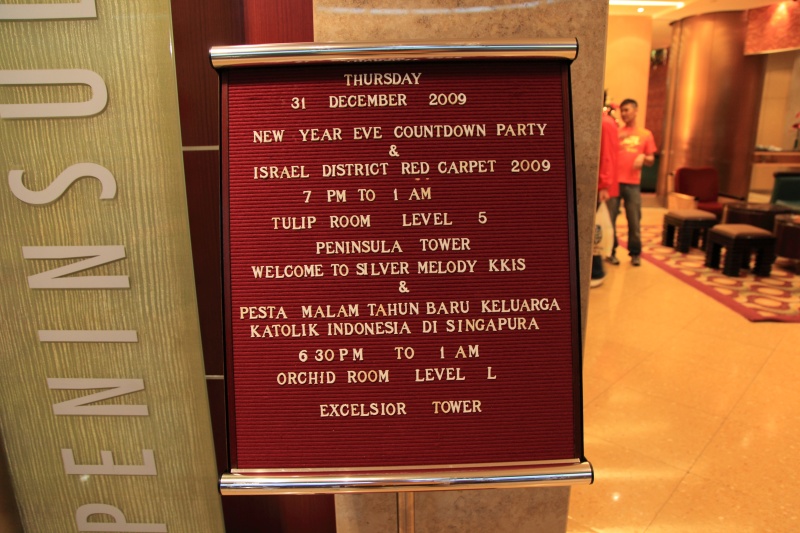 THURSDAY
31 DECEMBER 2009
NEW YEAR EVE COUNTDOWN PARTY
&
ISRAEL DISTRICT RED CARPET 2009
7 PM TO 1 AM
TULIP ROOM LEVEL 5
PENINSULA TOWER
WELCOME TO SILVER MELODY KKIS
&
PESTA MALAM TAHUN BARU KELUARGA
KATOLIK INDONESIA DI SINGAPURA
6 30 PM TO 1 AM
ORCHID ROOM LEVEL L
EXCELSIOR TOWER
PENINSUL